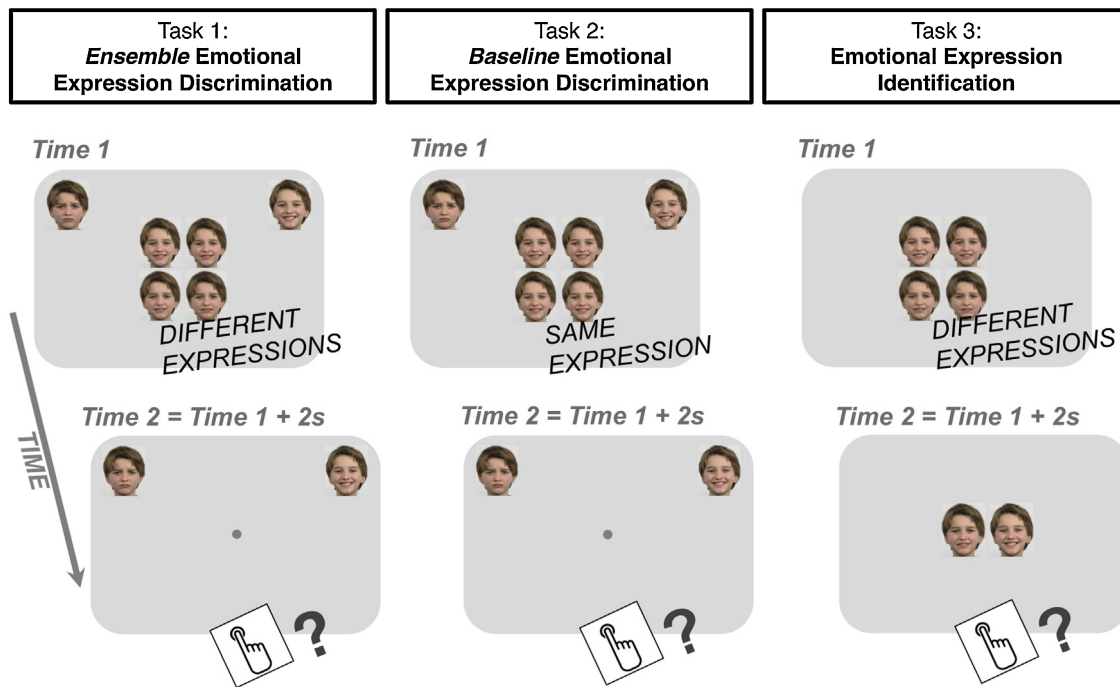 Task 1:
Ensemble Emotional
Expression Discrimination
Task 2:
Baseline Emotional
Expression Discrimination
Task 3:
Emotional Expression
Identification
Time 1
Time 1
Time 1
DIFFERENT
EXPRESSIONS
SAME
EXPRESSION
DIFFERENT
EXPRESSIONS
TIME
Time 2 = Time 1 + 2s
Time 2 = Time 1 + 2s
Time 2 = Time 1 + 2s
?
?
?